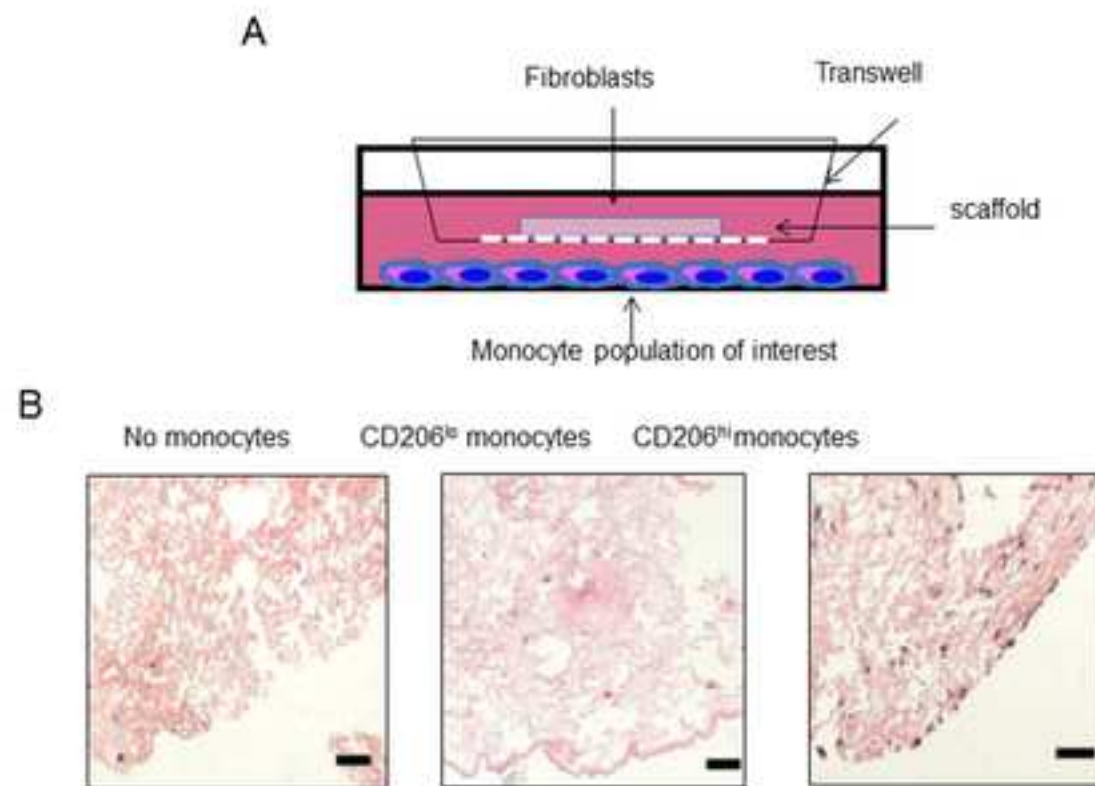 A
Fibroblasts
Transwell
scaffold
Monocyte population of interest
B
No monocytes CD206ˡᵒ monocytes CD206ʰⁱ monocytes